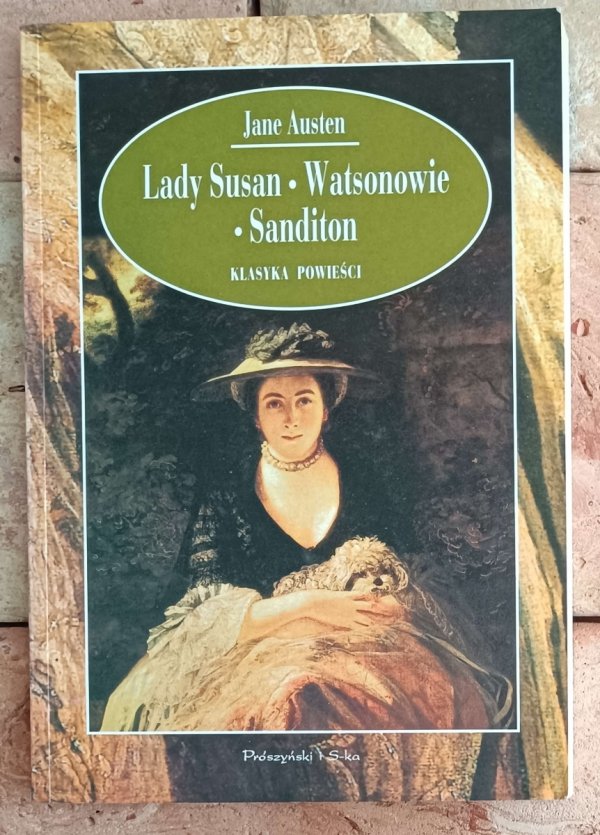 Jane Austen
Lady Susan • Watsonowie
• Sanditon
KLASYKA POWIEŚCI
Prószyński i S-ka